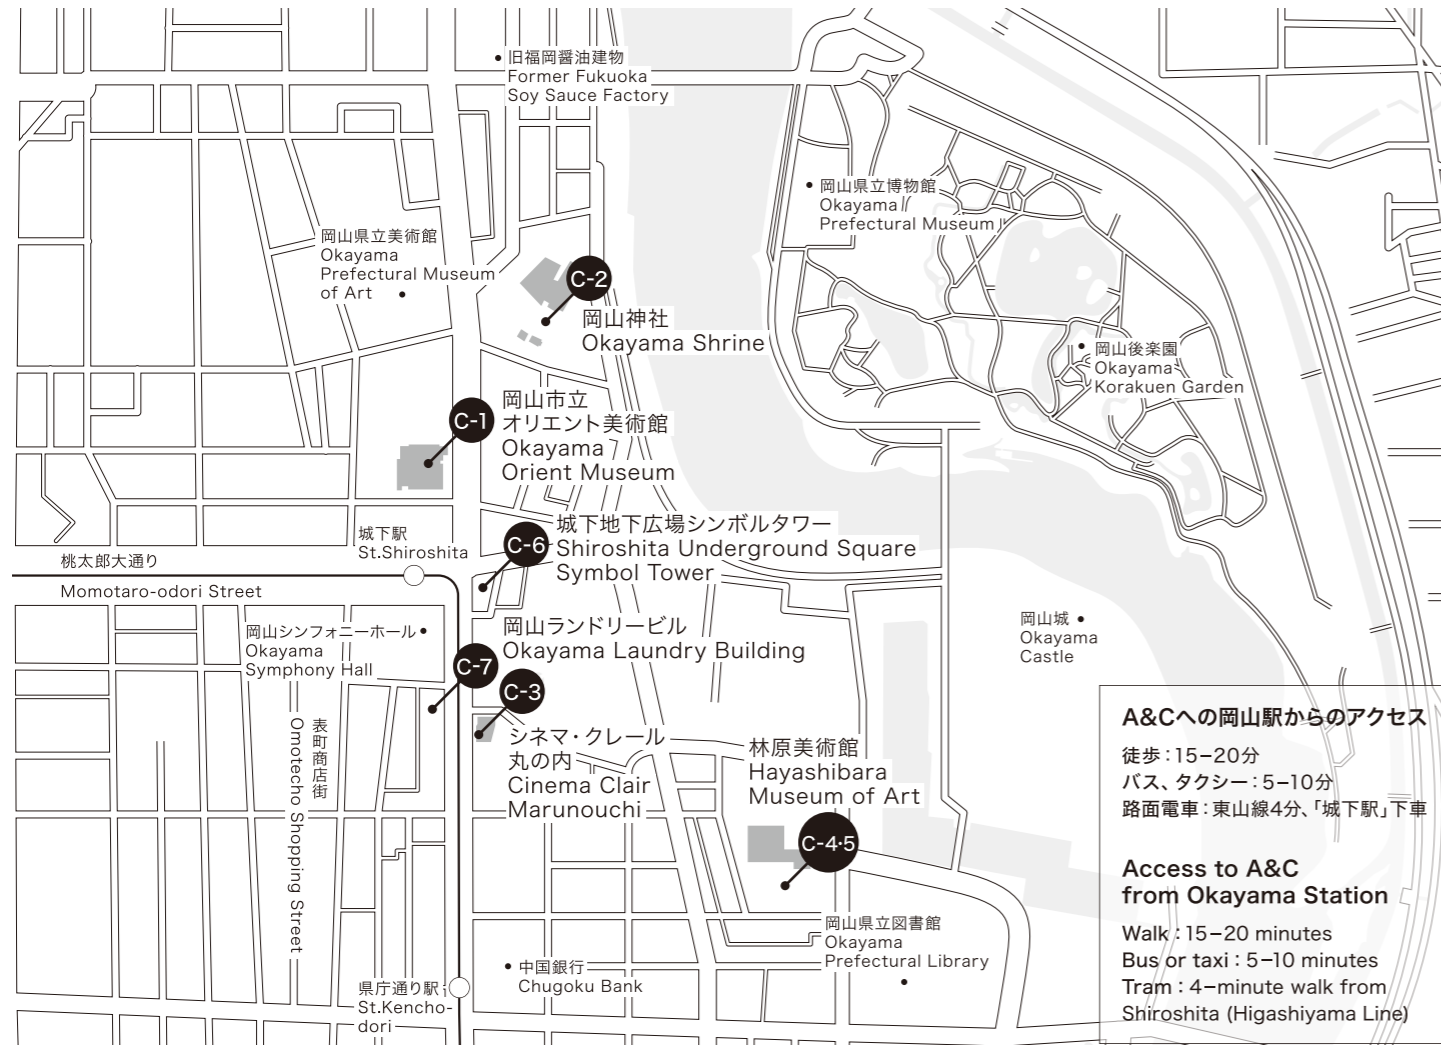 旧福岡醤油建物
Former Fukuoka
Soy Sauce Factory
岡山県立博物館
Okayama
Prefectural Museum
岡山県立美術館
Okayama
Prefectural Museum
of Art
C-2
岡山神社
Okayama Shrine
岡山後楽園
Okayama
Korakuen Garden
C-1
岡山市立
オリエント美術館
Okayama
Orient Museum
城下駅
St.Shiroshita
C-6
城下地下広場シンボルタワー
Shiroshita Underground Square
Symbol Tower
桃太郎大通り
Momotaro-odori Street
岡山シンフォニーホール
Okayama
Symphony Hall
岡山ランドリービル
Okayama Laundry Building
C-7
C-3
岡山城
Okayama
Castle
表町商店街
Omotecho Shopping Street
シネマ・クレール
丸の内
Cinema Clair
Marunouchi
林原美術館
Hayashibara
Museum of Art
C-4・5
岡山県立図書館
Okayama
Prefectural Library
中国銀行
Chugoku Bank
県庁通り駅
St.Kencho-
dori
A&Cへの岡山駅からのアクセス
徒歩：15−20分
バス、タクシー：5−10分
路面電車：東山線4分、「城下駅」下車
Access to A&C
from Okayama Station
Walk：15−20 minutes
Bus or taxi：5−10 minutes
Tram：4−minute walk from
Shiroshita (Higashiyama Line)